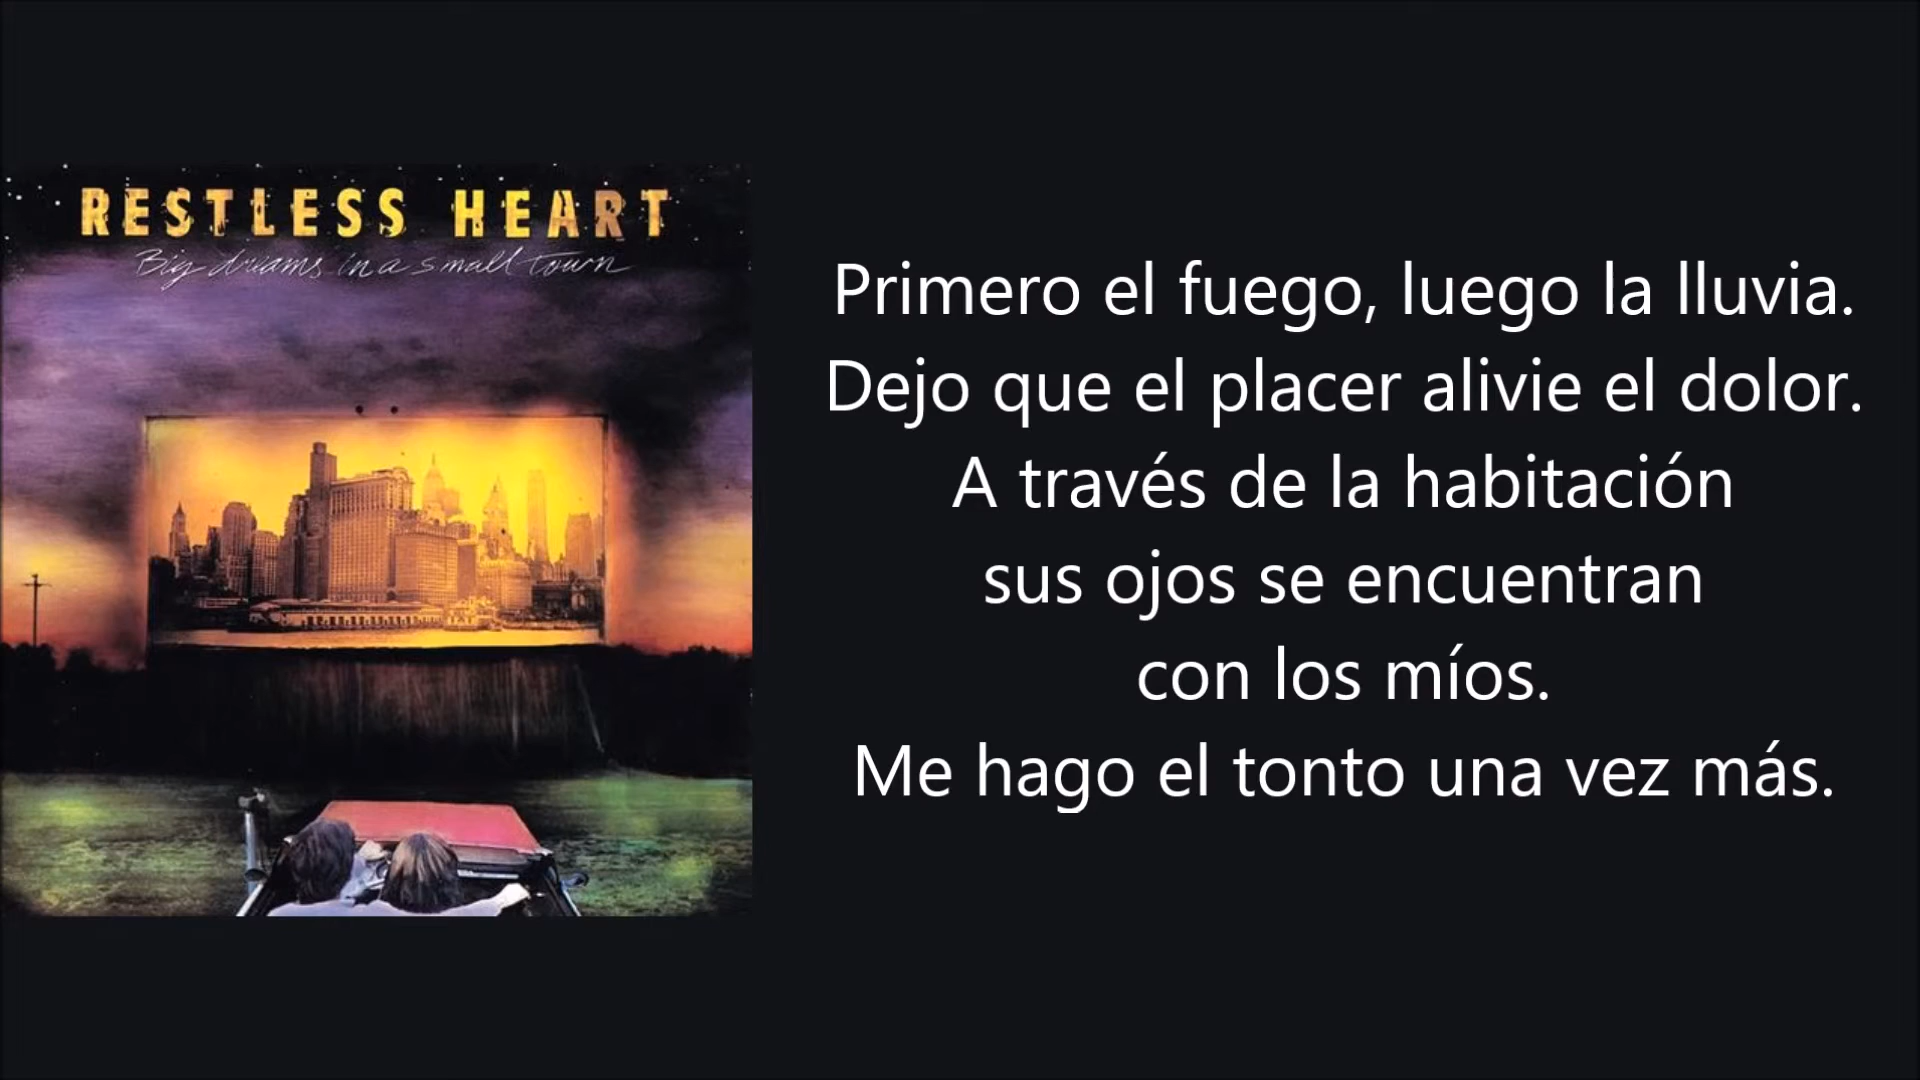 RESTLESS HEART
Big dreams in a small town
Primero el fuego, luego la lluvia.
Dejo que el placer alivie el dolor.
A través de la habitación
sus ojos se encuentran
con los míos.
Me hago el tonto una vez más.